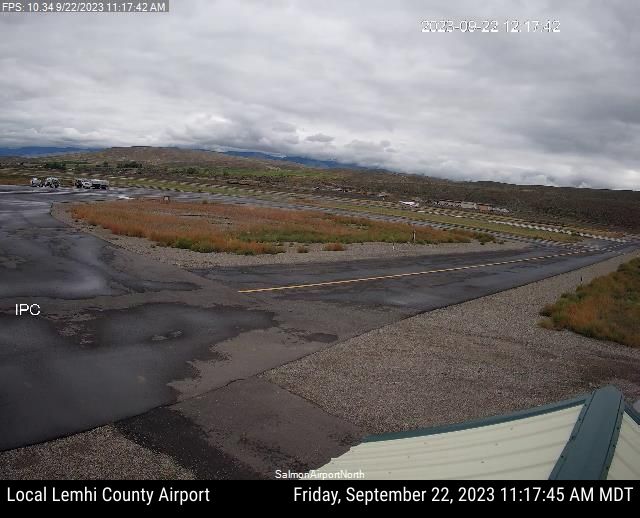 FPS: 10.34 9/22/2023 11:17:42 AM
2023-09-22 12:17:42
IPC
SalmonAirportNorth
Local Lemhi County Airport Friday, September 22, 2023 11:17:45 AM MDT